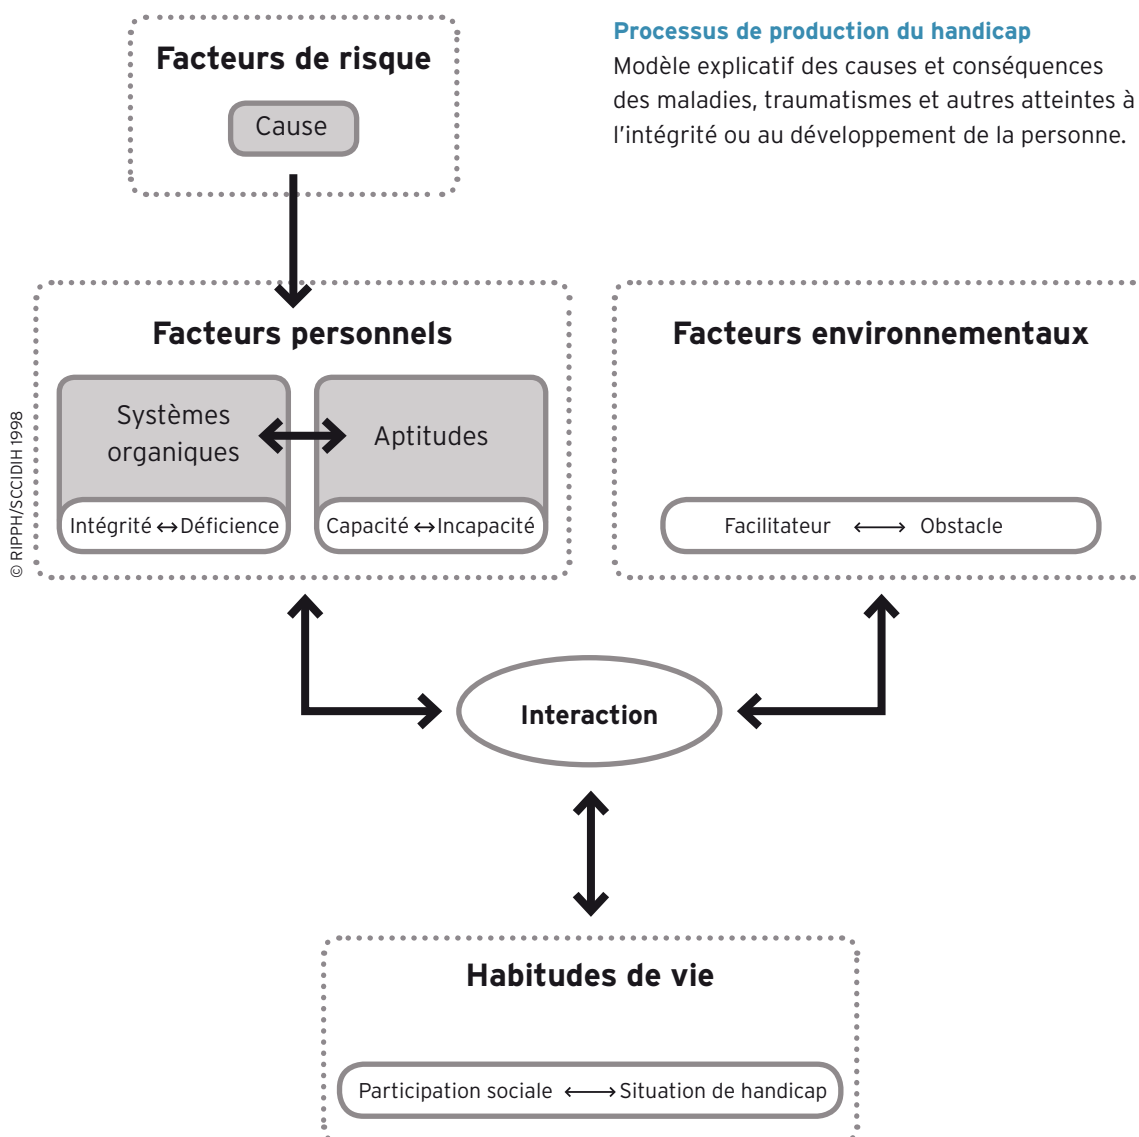 Processus de production du handicap
Modèle explicatif des causes et conséquences
des maladies, traumatismes et autres atteintes à
l'intégrité ou au développement de la personne.
Facteurs de risque
Cause
Facteurs personnels
Systèmes
organiques
Aptitudes
Intégrité ↔ Déficience
Capacité ↔ Incapacité
Facteurs environnementaux
Facilitateur ⟷ Obstacle
Interaction
Habitudes de vie
Participation sociale ⟷ Situation de handicap
© RIPPH/SCCIDIH 1998